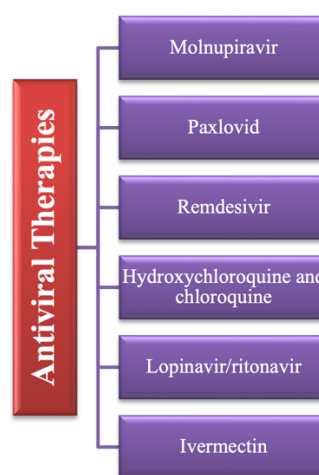 Antiviral Therapies
Molnupiravir
Paxlovid
Remdesivir
Hydroxychloroquine and
chloroquine
Lopinavir/ritonavir
Ivermectin